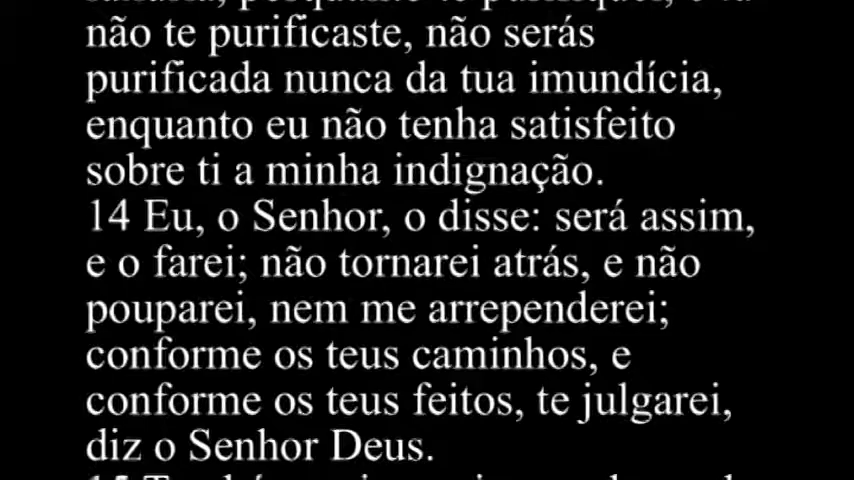 não te purificaste, não serás
purificada nunca da tua imundícia,
enquanto eu não tenha satisfeito
sobre ti a minha indignação.
14 Eu, o Senhor, o disse: será assim,
e o farei; não tornarei atrás, e não
pouparei, nem me arrependerei;
conforme os teus caminhos, e
conforme os teus feitos, te julgarei,
diz o Senhor Deus.